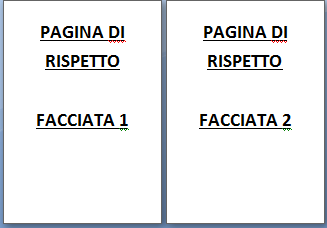 PAGINA DI
RISPETTO
FACCIATA 1
PAGINA DI
RISPETTO
FACCIATA 2